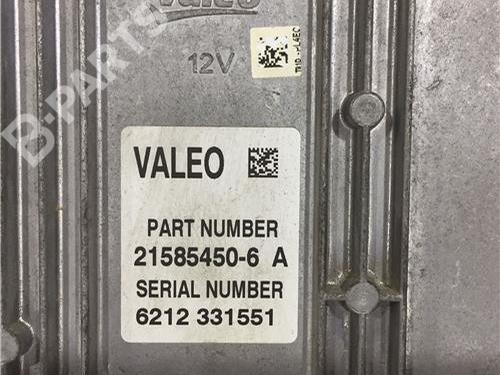 Valeo
12V
B-PARTS
VALEO
PART NUMBER
21585450-6 A
SERIAL NUMBER
6212 331551